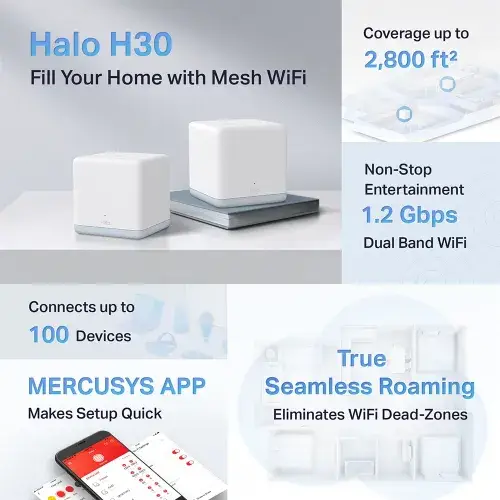 Halo H30
Fill Your Home with Mesh WiFi
Coverage up to
2,800 ft²
Non-Stop
Entertainment
1.2 Gbps
Dual Band WiFi
Connects up to
100 Devices
MERCUSYS APP
Makes Setup Quick
True
Seamless Roaming
Eliminates WiFi Dead-Zones